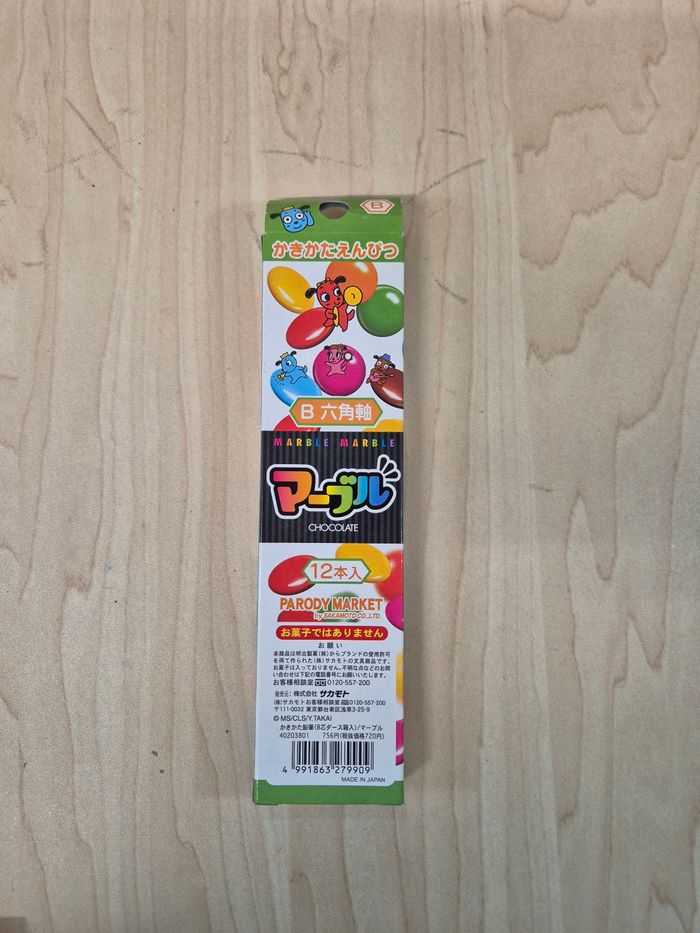 B
かきかたえんぴつ
B 六角軸
MARBLE MARBLE
マーブル
CHOCOLATE
12本入
PARODY MARKET
by SAKAMOTO CO.,LTD.
お菓子ではありません
お願い
本商品は明治製菓(株)からブランドの使用許可
を得て作られた(株)サカモトの文具商品です。
お菓子は入っておりません。不明な点などのお問
い合わせは下記の電話番号にお願いいたします。
お客様相談室 0120-557-200
発売元: 株式会社 サカモト
(株)サカモトお客様相談室 0120-557-200
〒111-0032 東京都台東区浅草3-25-9
© MS/CLS/Y.TAKAI
かきかた鉛筆(B芯ダース箱入)/マーブル
40203801 756円(税抜価格720円)
4 991863 279909
MADE IN JAPAN